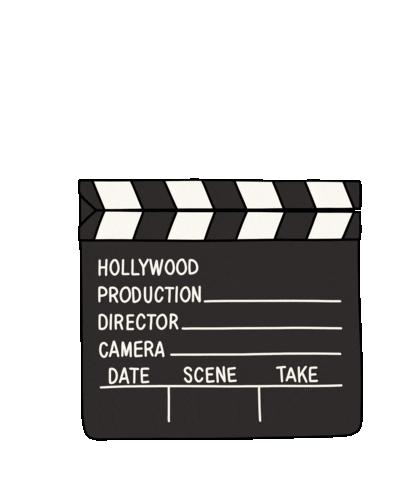 HOLLYWOOD
PRODUCTION
DIRECTOR
CAMERA
DATE SCENE TAKE